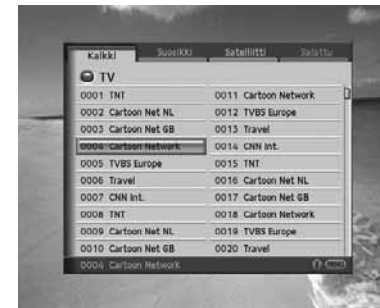 Kaikki Suosikki Satelliitti Salattu
TV
0001 TNT
0002 Cartoon Net NL
0003 Cartoon Net GB
0004 Cartoon Network
0005 TVBS Europe
0006 Travel
0007 CNN Int.
0008 TNT
0009 Cartoon Net NL
0010 Cartoon Net GB
0011 Cartoon Network
0012 TVBS Europe
0013 Travel
0014 CNN Int.
0015 TNT
0016 Cartoon Net NL
0017 Cartoon Net GB
0018 Cartoon Network
0019 TVBS Europe
0020 Travel
0004 Cartoon Network